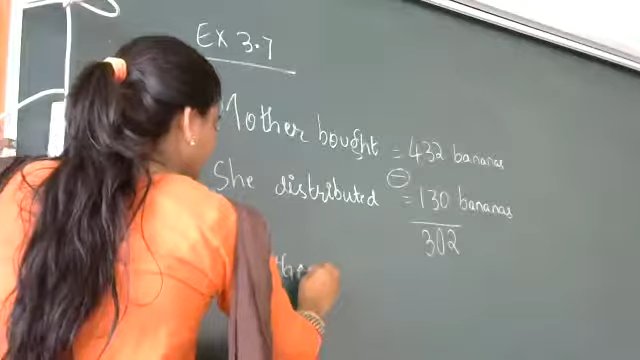 Ex 3.7
Mother bought = 432 bananas
She distributed = 130 bananas
⊖
302